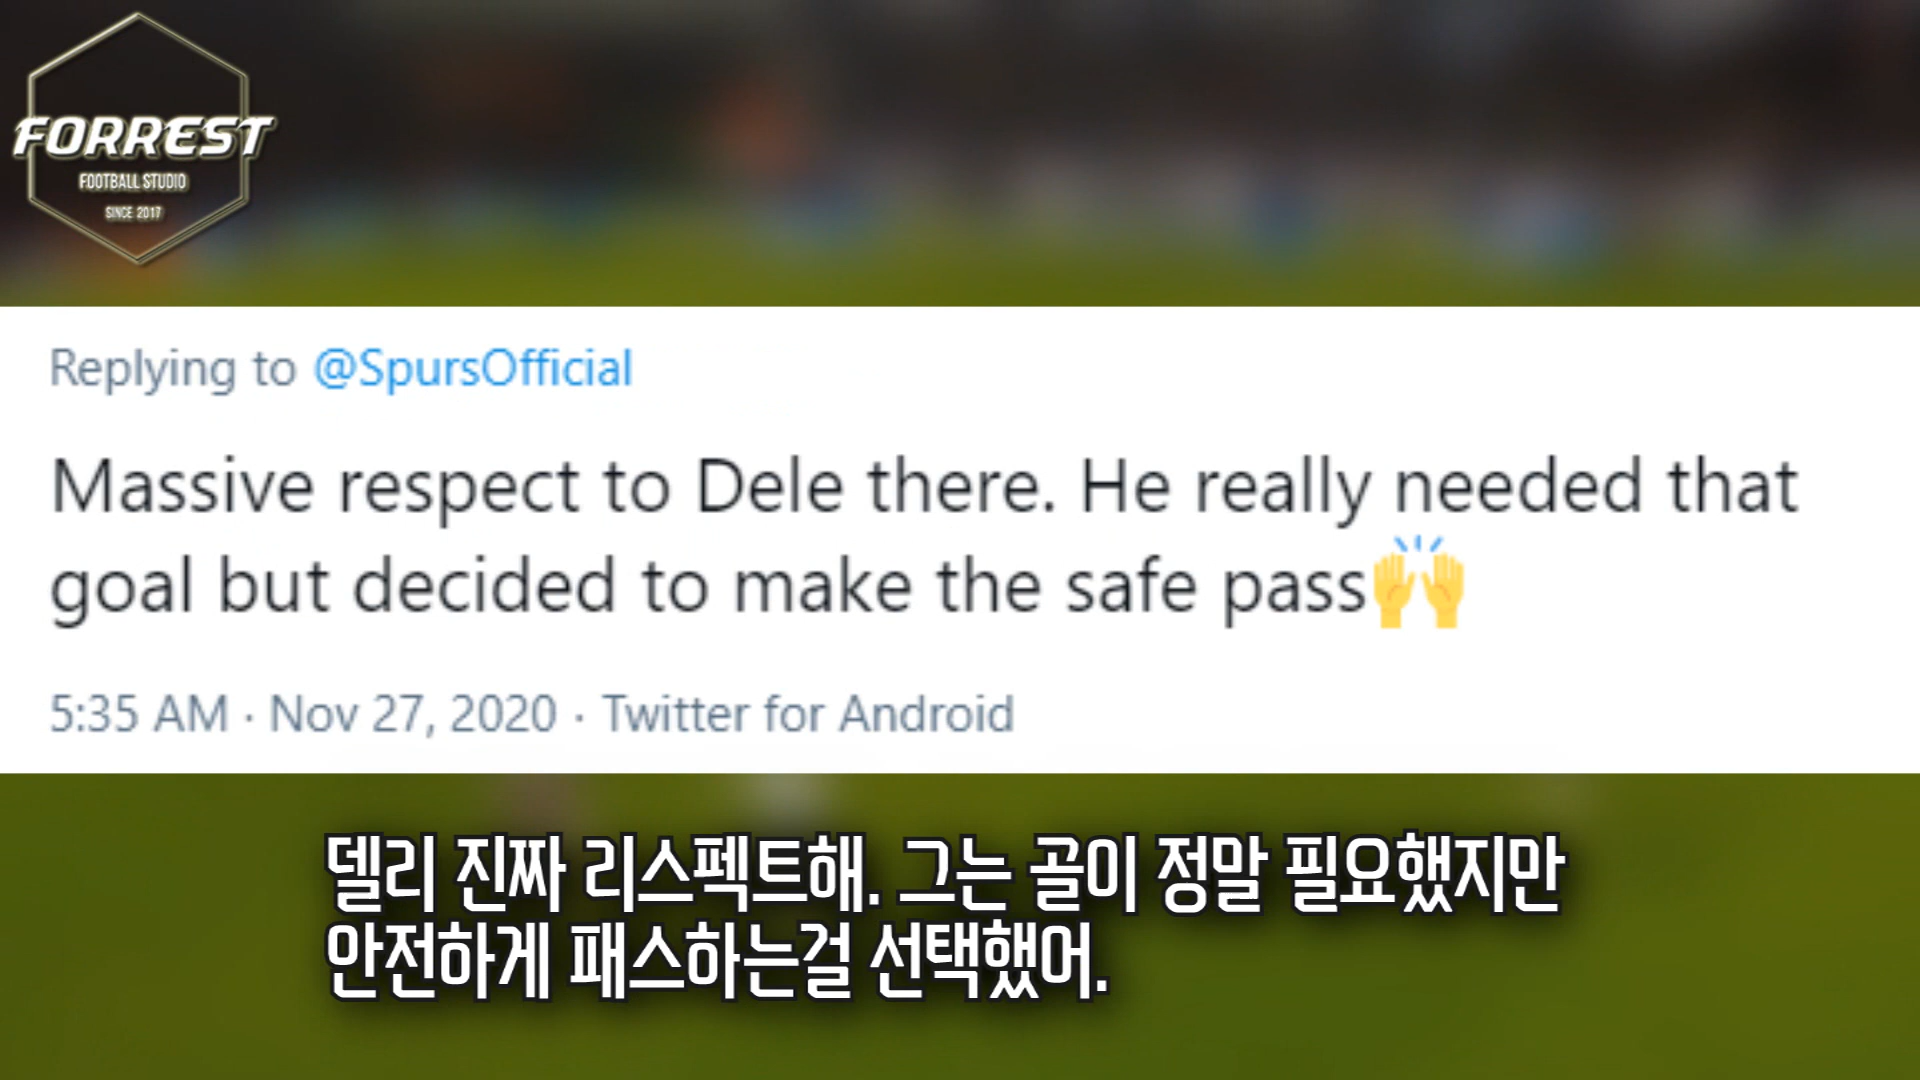 FORREST
FOOTBALL STUDIO
SINCE 2017
Replying to @SpursOfficial
Massive respect to Dele there. He really needed that
goal but decided to make the safe pass🙌
5:35 AM · Nov 27, 2020 · Twitter for Android
델리 진짜 리스펙트해. 그는 골이 정말 필요했지만
안전하게 패스하는걸 선택했어.